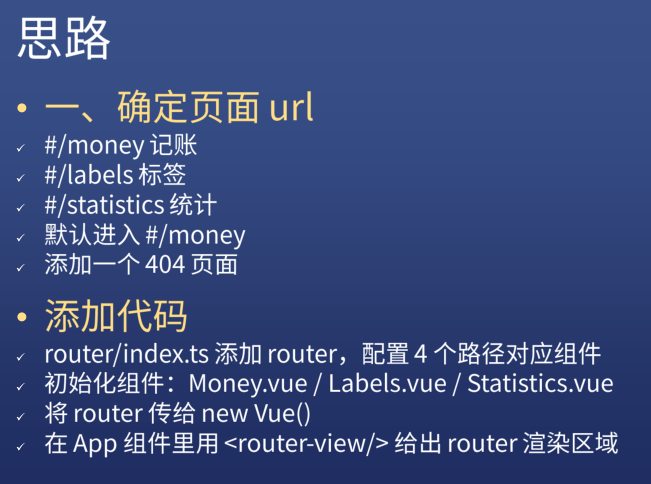 思路
一、确定页面 url
#/money 记账
#/labels 标签
#/statistics 统计
默认进入 #/money
添加一个 404 页面
添加代码
router/index.ts 添加 router，配置 4 个路径对应组件
初始化组件：Money.vue / Labels.vue / Statistics.vue
将 router 传给 new Vue()
在 App 组件里用 <router-view/> 给出 router 渲染区域